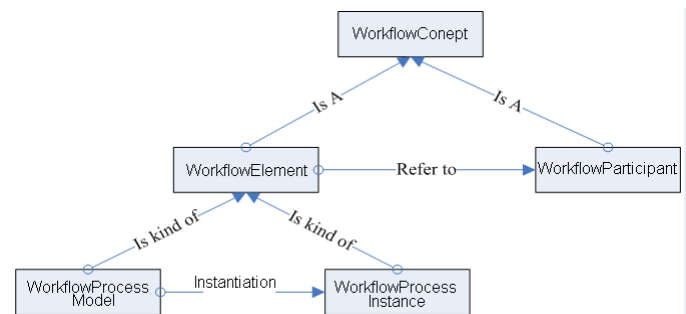 WorkflowConept
Is A
Is A
WorkflowElement
Refer to
WorkflowParticipant
Is kind of
Is kind of
WorkflowProcess
Model
Instantiation
WorkflowProcess
Instance